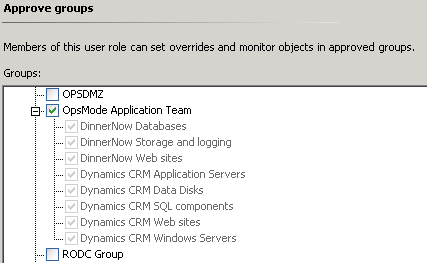 Approve groups
Members of this user role can set overrides and monitor objects in approved groups.
Groups:
OPSDMZ
OpsMode Application Team
DinnerNow Databases
DinnerNow Storage and logging
DinnerNow Web sites
Dynamics CRM Application Servers
Dynamics CRM Data Disks
Dynamics CRM SQL components
Dynamics CRM Web sites
Dynamics CRM Windows Servers
RODC Group